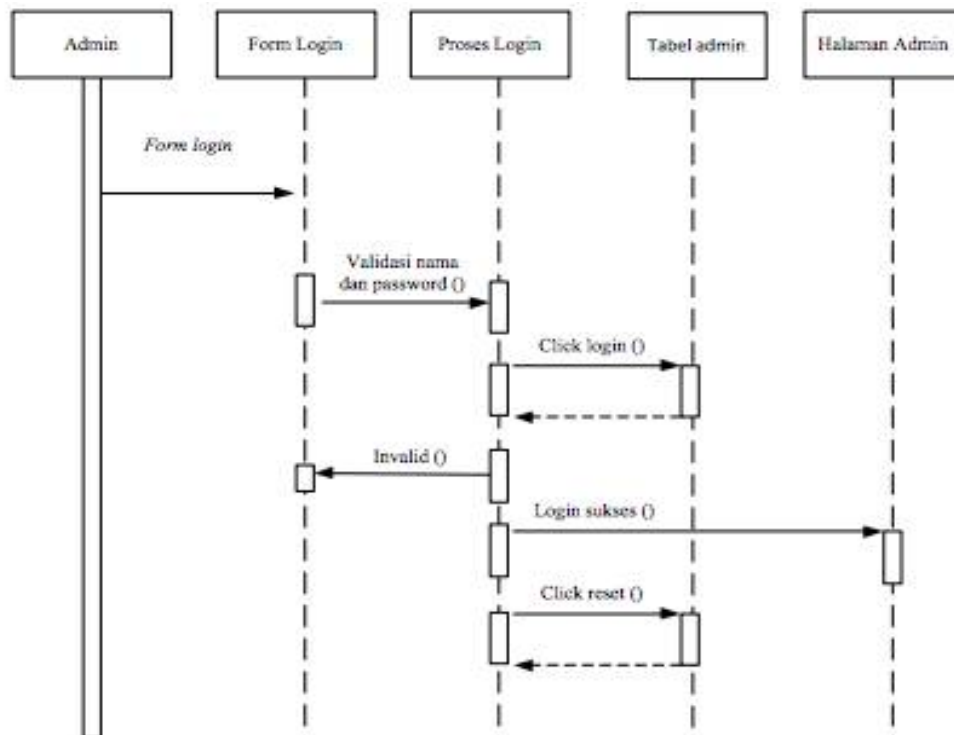 Admin
Form Login
Proses Login
Tabel admin
Halaman Admin
Form login
Validasi nama
dan password ()
Click login ()
Invalid ()
Login sukses ()
Click reset ()